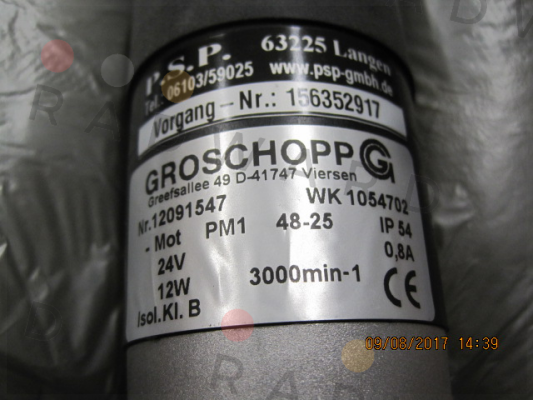 P.S.P. 63225 Langen
Tel. 06103/59025 www.psp-gmbh.de
Vorgang - Nr.: 156352917
GROSCHOPP G
Greefsallee 49 D-41747 Viersen
Nr.12091547 WK 1054702
- Mot PM1 48-25 IP 54
24V 0,8A
12W 3000min-1 CE
Isol.Kl. B
09/08/2017 14:39